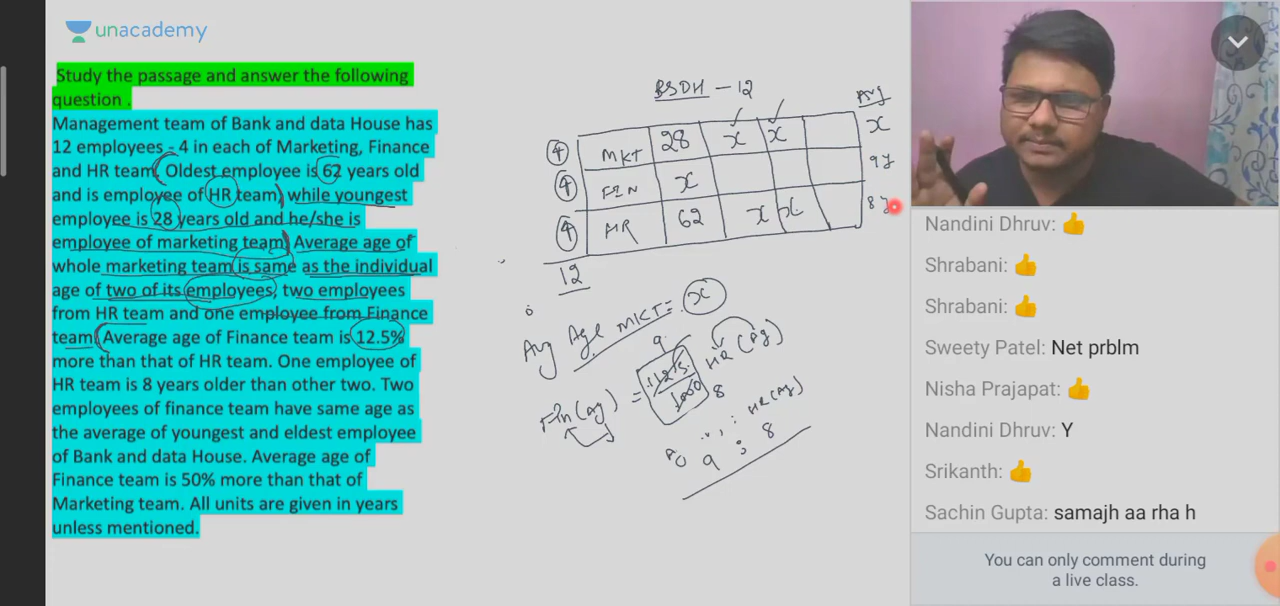 unacademy
Study the passage and answer the following
question .
Management team of Bank and data House has
12 employees - 4 in each of Marketing, Finance
and HR team. Oldest employee is 62 years old
and is employee of HR team, while youngest
employee is 28 years old and he/she is
employee of marketing team. Average age of
whole marketing team is same as the individual
age of two of its employees, two employees
from HR team and one employee from Finance
team. Average age of Finance team is 12.5%
more than that of HR team. One employee of
HR team is 8 years older than other two. Two
employees of finance team have same age as
the average of youngest and eldest employee
of Bank and data House. Average age of
Finance team is 50% more than that of
Marketing team. All units are given in years
unless mentioned.
BSDH - 12
Avg
4 MKT 28 x x x
4 FIN x 9y
4 HR 62 x x 8y
12
Avg Age MKT = x
9
Fin(Ag) = 1125/1000 HR (Ag)
8
: HR(Ag)
9 : 8
Nandini Dhruv: 👍
Shrabani: 👍
Shrabani: 👍
Sweety Patel: Net prblm
Nisha Prajapat: 👍
Nandini Dhruv: Y
Srikanth: 👍
Sachin Gupta: samajh aa rha h
You can only comment during
a live class.